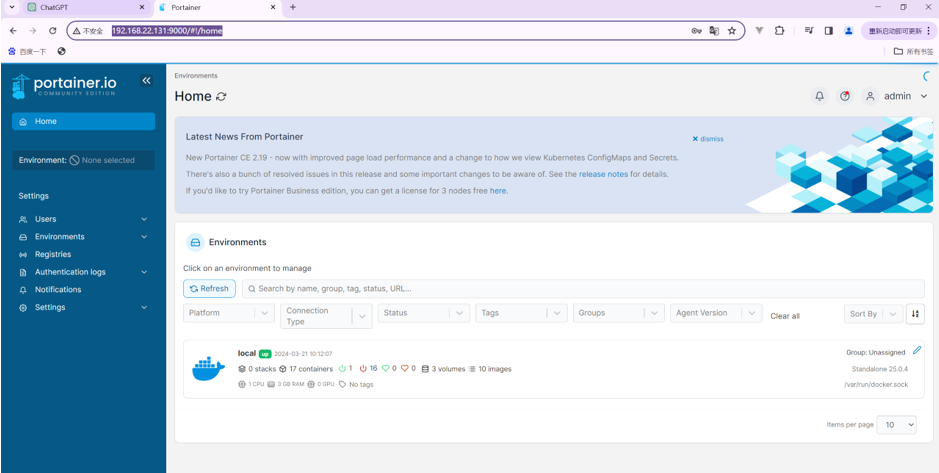 ChatGPT
Portainer
不安全
192.168.22.131:9000/#!/home
重新启动即可更新
百度一下
所有书签
portainer.io
COMMUNITY EDITION
Home
Environment: None selected
Settings
Users
Environments
Registries
Authentication logs
Notifications
Settings
Environments
Home
admin
Latest News From Portainer
dismiss
New Portainer CE 2.19 - now with improved page load performance and a change to how we view Kubernetes ConfigMaps and Secrets.
There's also a bunch of resolved issues in this release and some important changes to be aware of. See the release notes for details.
If you'd like to try Portainer Business edition, you can get a license for 3 nodes free here.
Environments
Click on an environment to manage
Refresh
Search by name, group, tag, status, URL...
Platform
Connection Type
Status
Tags
Groups
Agent Version
Clear all
Sort By
local up 2024-03-21 10:12:07
Group: Unassigned
0 stacks 17 containers 1 16 0 0 3 volumes 10 images
Standalone 25.0.4
1 CPU 3 GB RAM 0 GPU No tags
/var/run/docker.sock
Items per page 10